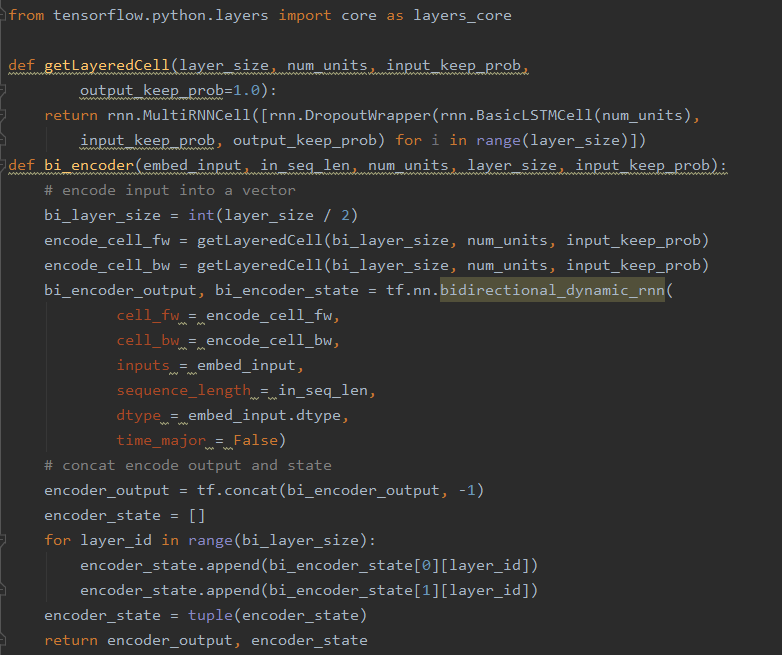 from tensorflow.python.layers import core as layers_core

def getLayeredCell(layer_size, num_units, input_keep_prob,
        output_keep_prob=1.0):
    return rnn.MultiRNNCell([rnn.DropoutWrapper(rnn.BasicLSTMCell(num_units),
        input_keep_prob, output_keep_prob) for i in range(layer_size)])
def bi_encoder(embed_input, in_seq_len, num_units, layer_size, input_keep_prob):
    # encode input into a vector
    bi_layer_size = int(layer_size / 2)
    encode_cell_fw = getLayeredCell(bi_layer_size, num_units, input_keep_prob)
    encode_cell_bw = getLayeredCell(bi_layer_size, num_units, input_keep_prob)
    bi_encoder_output, bi_encoder_state = tf.nn.bidirectional_dynamic_rnn(
            cell_fw = encode_cell_fw,
            cell_bw = encode_cell_bw,
            inputs = embed_input,
            sequence_length = in_seq_len,
            dtype = embed_input.dtype,
            time_major = False)
    # concat encode output and state
    encoder_output = tf.concat(bi_encoder_output, -1)
    encoder_state = []
    for layer_id in range(bi_layer_size):
        encoder_state.append(bi_encoder_state[0][layer_id])
        encoder_state.append(bi_encoder_state[1][layer_id])
    encoder_state = tuple(encoder_state)
    return encoder_output, encoder_state